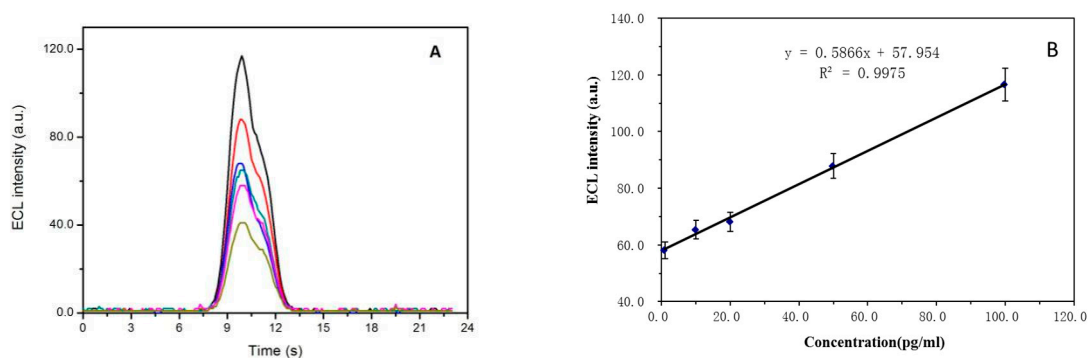 A
120.0
80.0
40.0
0.0
0 3 6 9 12 15 18 21 24
ECL intensity (a.u.)
Time (s)
B
y = 0.5866x + 57.954
R² = 0.9975
140.0
120.0
100.0
80.0
60.0
40.0
0.0 20.0 40.0 60.0 80.0 100.0 120.0
ECL intensity (a.u.)
Concentration(pg/ml)